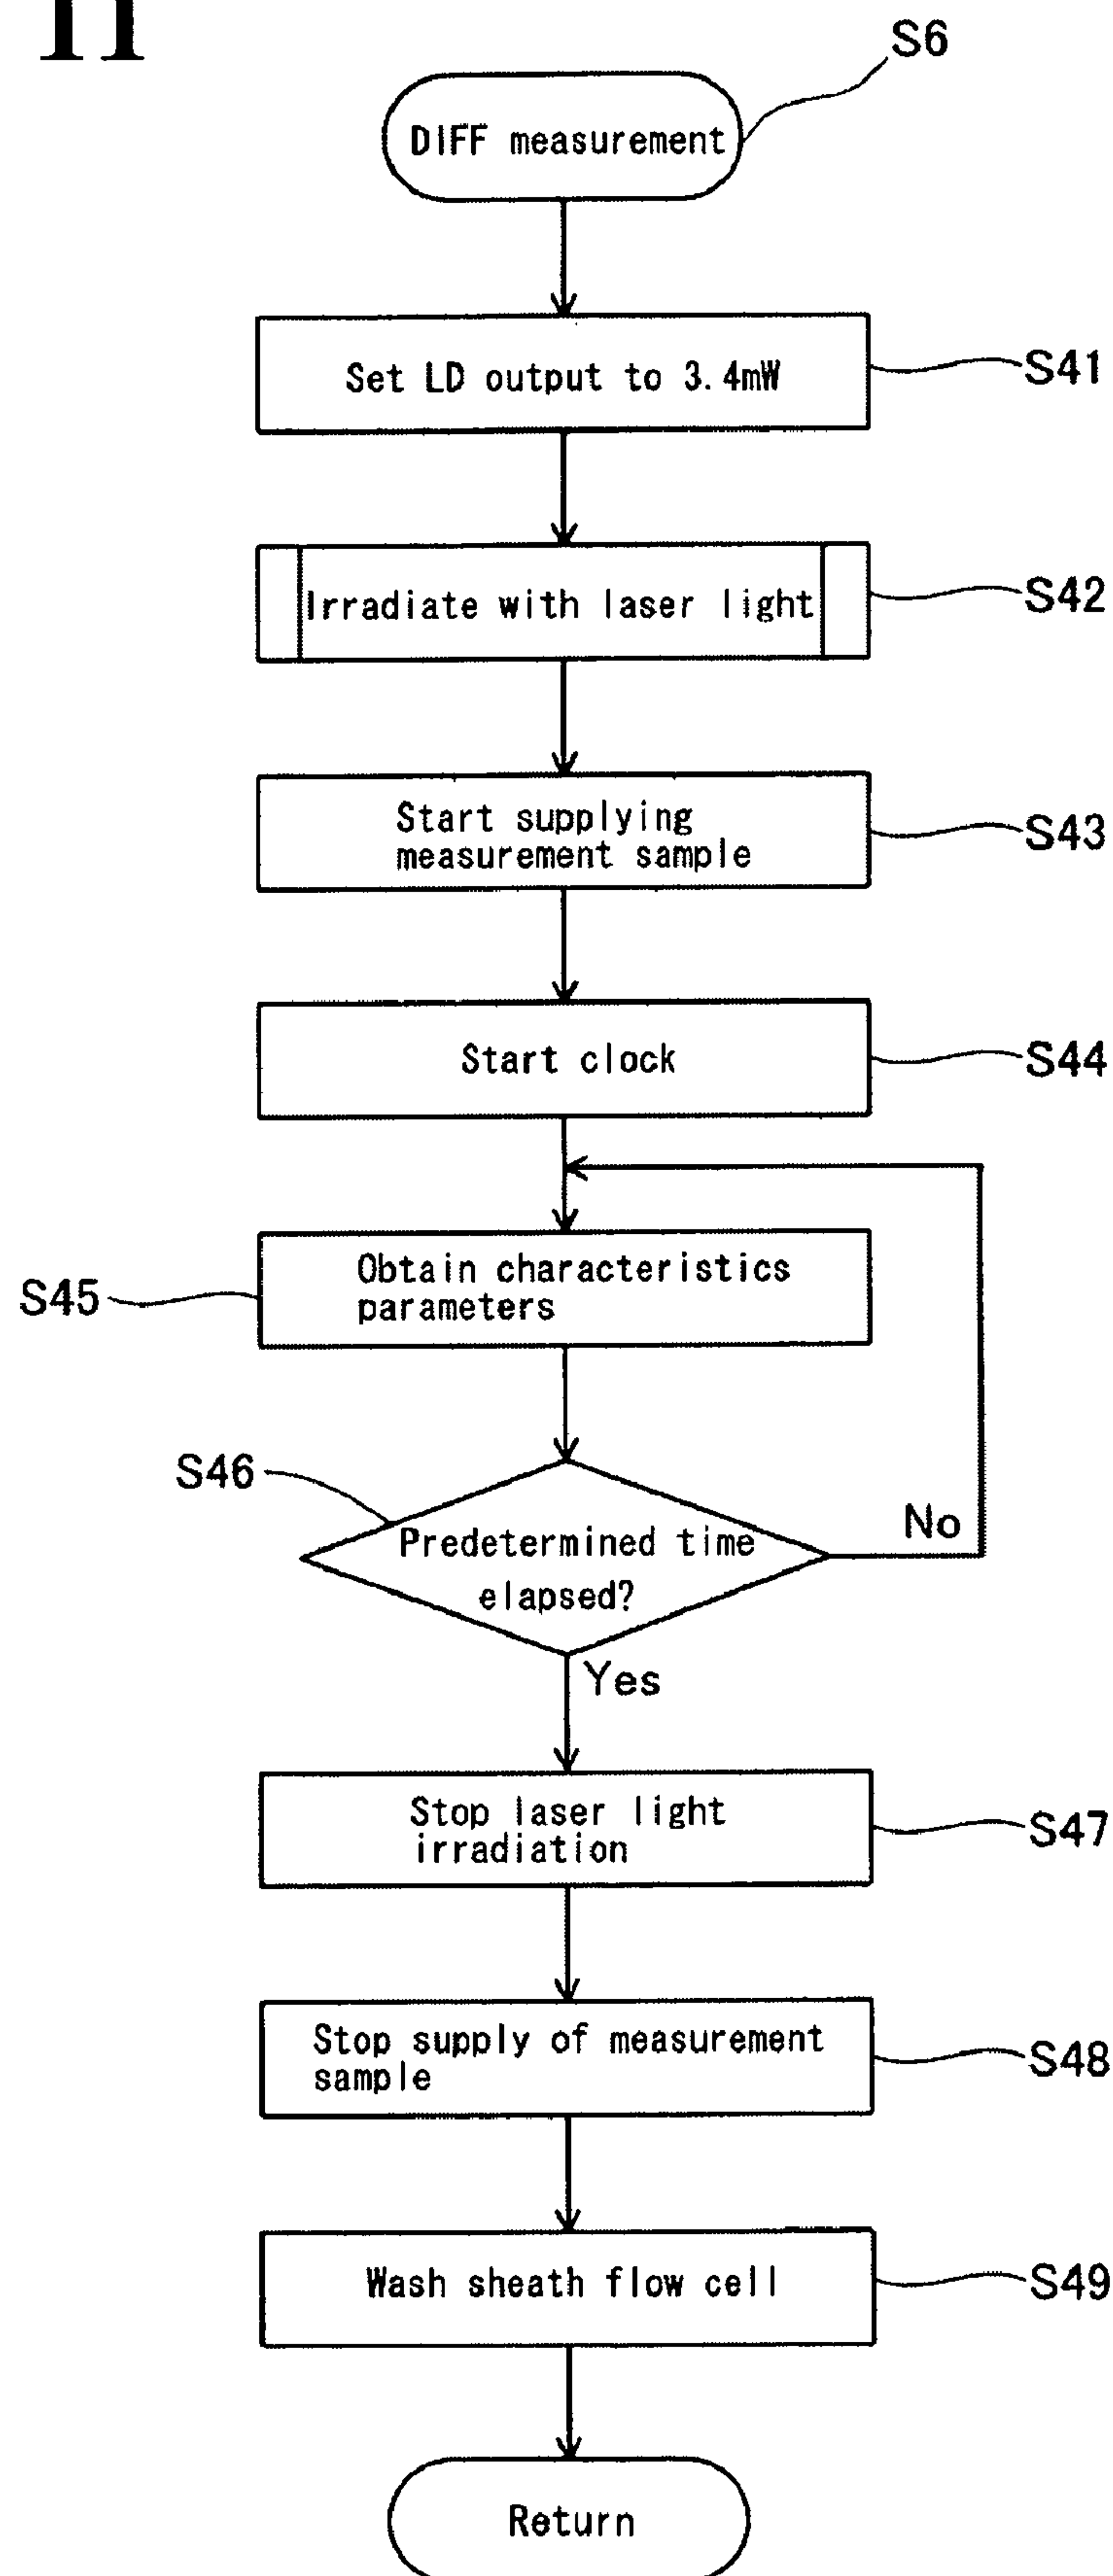 11
S6
DIFF measurement
Set LD output to 3.4mW
S41
Irradiate with laser light
S42
Start supplying
measurement sample
S43
Start clock
S44
Obtain characteristics
parameters
S45
S46
Predetermined time
elapsed?
No
Yes
Stop laser light
irradiation
S47
Stop supply of measurement
sample
S48
Wash sheath flow cell
S49
Return